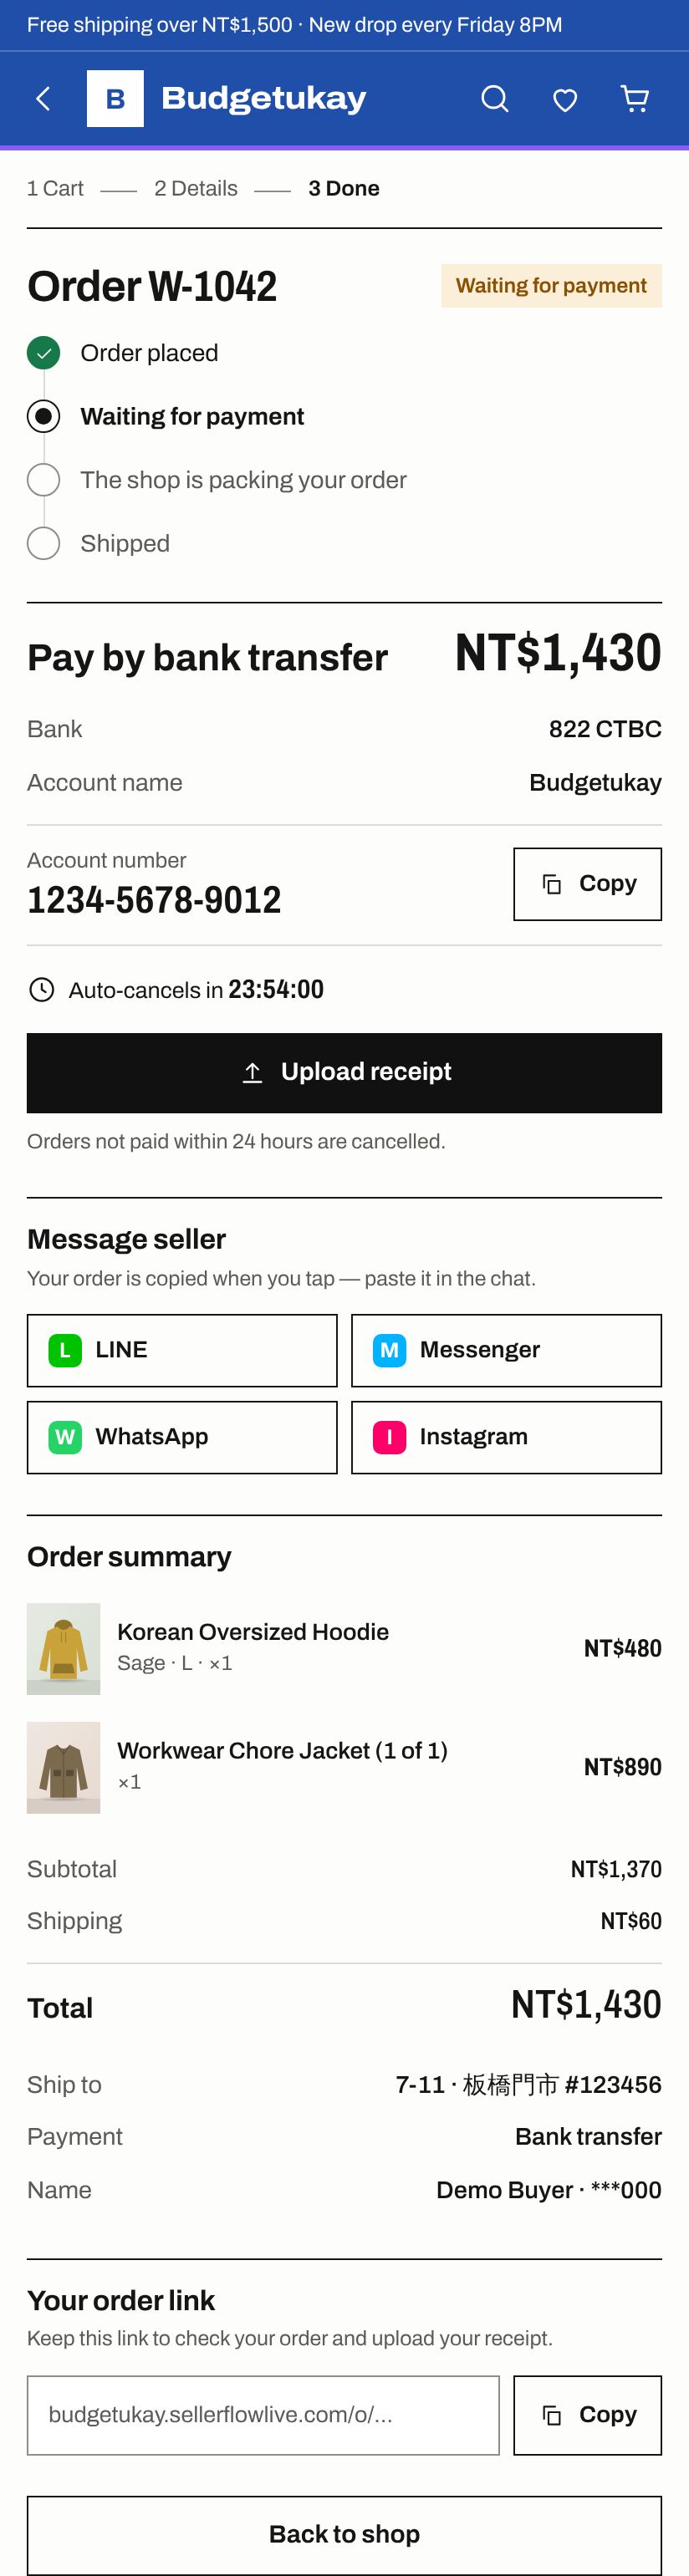 Free shipping over NT$1,500 · New drop every Friday 8PM
B Budgetukay
1 Cart — 2 Details — 3 Done
Order W-1042
Waiting for payment
Order placed
Waiting for payment
The shop is packing your order
Shipped
Pay by bank transfer NT$1,430
Bank 822 CTBC
Account name Budgetukay
Account number
1234-5678-9012
Copy
Auto-cancels in 23:54:00
Upload receipt
Orders not paid within 24 hours are cancelled.
Message seller
Your order is copied when you tap — paste it in the chat.
L LINE
M Messenger
W WhatsApp
I Instagram
Order summary
Korean Oversized Hoodie
Sage · L · ×1
NT$480
Workwear Chore Jacket (1 of 1)
×1
NT$890
Subtotal NT$1,370
Shipping NT$60
Total NT$1,430
Ship to 7-11 · 板橋門市 #123456
Payment Bank transfer
Name Demo Buyer · ***000
Your order link
Keep this link to check your order and upload your receipt.
budgetukay.sellerflowlive.com/o/...
Copy
Back to shop